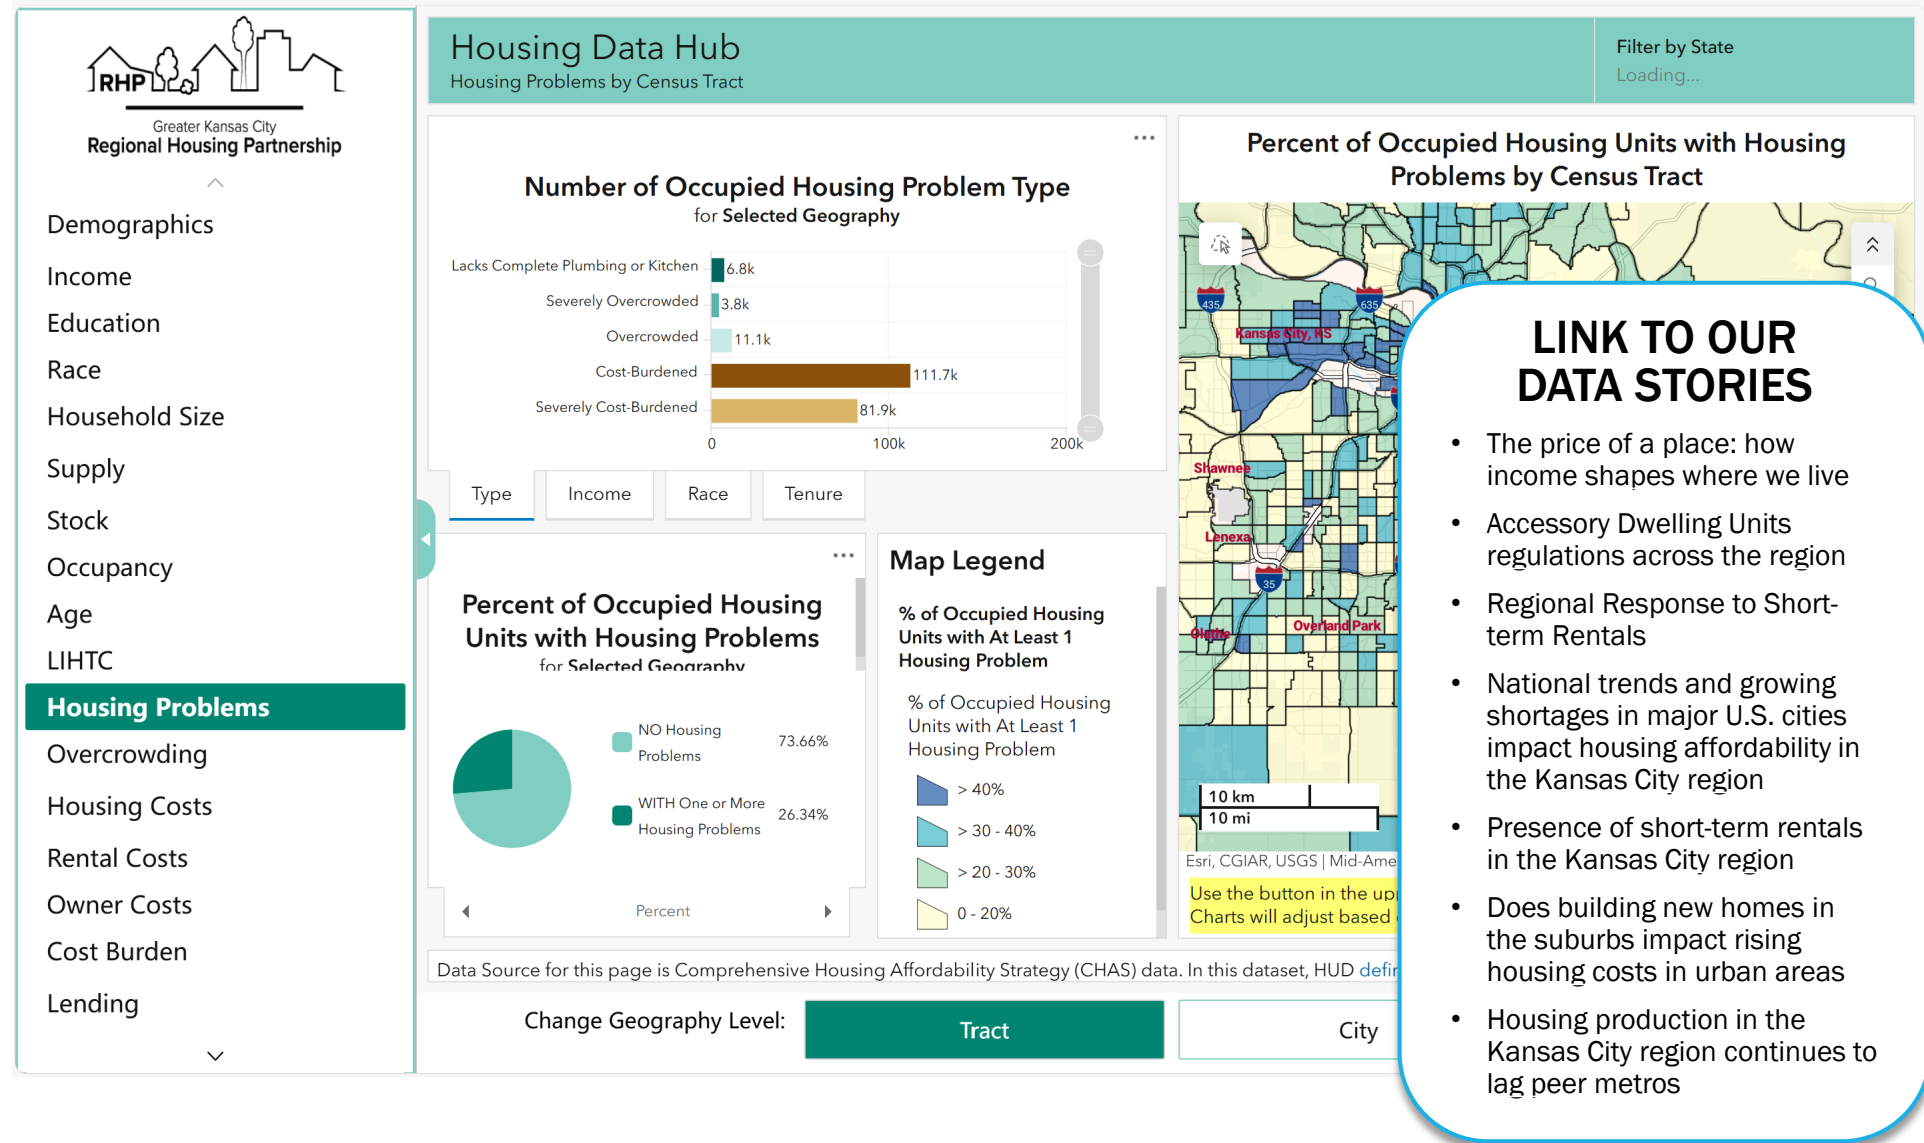 RHP
Greater Kansas City
Regional Housing Partnership
Demographics
Income
Education
Race
Household Size
Supply
Stock
Occupancy
Age
LIHTC
Housing Problems
Overcrowding
Housing Costs
Rental Costs
Owner Costs
Cost Burden
Lending
Housing Data Hub
Housing Problems by Census Tract
Filter by State
Loading...
Number of Occupied Housing Problem Type
for Selected Geography
Lacks Complete Plumbing or Kitchen 6.8k
Severely Overcrowded 3.8k
Overcrowded 11.1k
Cost-Burdened 111.7k
Severely Cost-Burdened 81.9k
0 100k 200k
Type Income Race Tenure
Percent of Occupied Housing
Units with Housing Problems
for Selected Geography
NO Housing
Problems
73.66%
WITH One or More
Housing Problems
26.34%
Percent
Map Legend
% of Occupied Housing
Units with At Least 1
Housing Problem
% of Occupied Housing
Units with At Least 1
Housing Problem
> 40%
> 30 - 40%
> 20 - 30%
0 - 20%
Percent of Occupied Housing Units with Housing
Problems by Census Tract
435
635
Kansas City, KS
Shawnee
Lenexa
35
Olathe
Overland Park
10 km
10 mi
Esri, CGIAR, USGS | Mid-Ame
Use the button in the upp
Charts will adjust based
Data Source for this page is Comprehensive Housing Affordability Strategy (CHAS) data. In this dataset, HUD defin
Change Geography Level:
Tract
City
LINK TO OUR
DATA STORIES
• The price of a place: how
income shapes where we live
• Accessory Dwelling Units
regulations across the region
• Regional Response to Short-
term Rentals
• National trends and growing
shortages in major U.S. cities
impact housing affordability in
the Kansas City region
• Presence of short-term rentals
in the Kansas City region
• Does building new homes in
the suburbs impact rising
housing costs in urban areas
• Housing production in the
Kansas City region continues to
lag peer metros